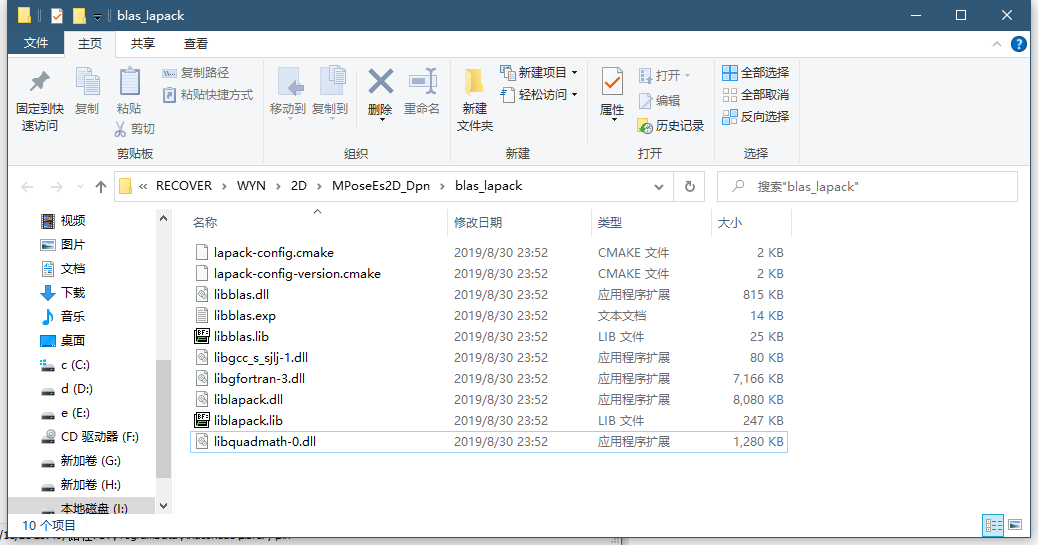 blas_lapack
文件 主页 共享 查看
固定到快速访问
复制
粘贴
复制路径
粘贴快捷方式
剪切
剪贴板
移动到 复制到
删除 重命名
组织
新建文件夹
新建项目
轻松访问
新建
属性
打开
编辑
历史记录
打开
全部选择
全部取消
反向选择
选择
« RECOVER › WYN › 2D › MPoseEs2D_Dpn › blas_lapack
搜索"blas_lapack"
视频
图片
文档
下载
音乐
桌面
c (C:)
d (D:)
e (E:)
CD 驱动器 (F:)
新加卷 (G:)
新加卷 (H:)
本地磁盘 (I:)
名称 修改日期 类型 大小
lapack-config.cmake 2019/8/30 23:52 CMAKE 文件 2 KB
lapack-config-version.cmake 2019/8/30 23:52 CMAKE 文件 2 KB
libblas.dll 2019/8/30 23:52 应用程序扩展 815 KB
libblas.exp 2019/8/30 23:52 文本文档 14 KB
libblas.lib 2019/8/30 23:52 LIB 文件 25 KB
libgcc_s_sjlj-1.dll 2019/8/30 23:52 应用程序扩展 80 KB
libgfortran-3.dll 2019/8/30 23:52 应用程序扩展 7,166 KB
liblapack.dll 2019/8/30 23:52 应用程序扩展 8,080 KB
liblapack.lib 2019/8/30 23:52 LIB 文件 247 KB
libquadmath-0.dll 2019/8/30 23:52 应用程序扩展 1,280 KB
10 个项目